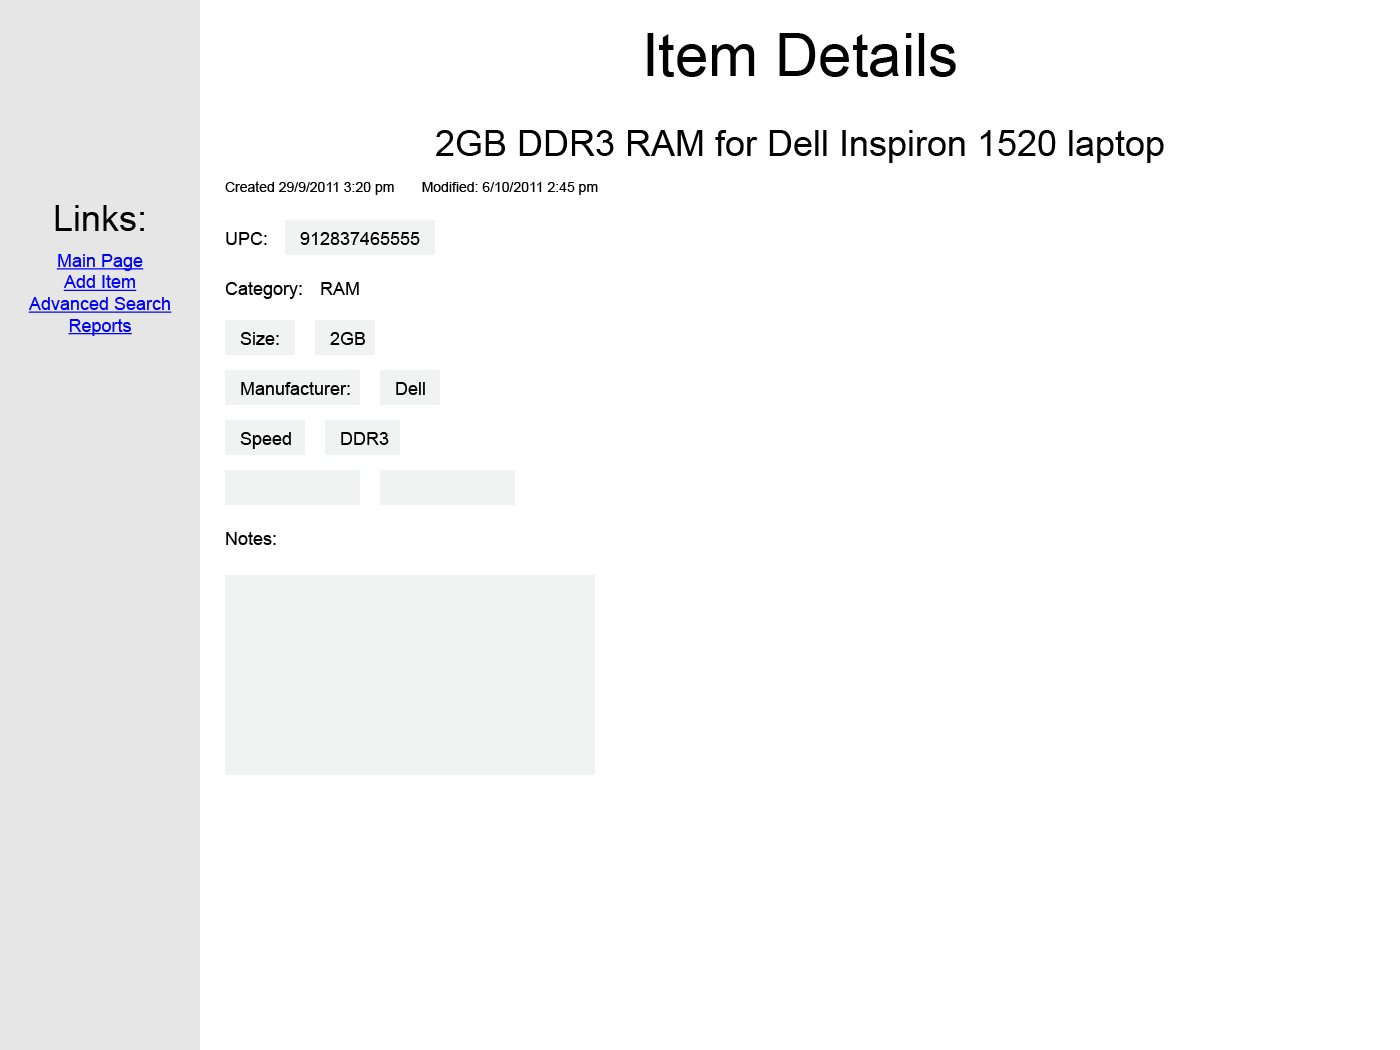 Item Details
2GB DDR3 RAM for Dell Inspiron 1520 laptop
Created 29/9/2011 3:20 pm Modified: 6/10/2011 2:45 pm
Links:
Main Page
Add Item
Advanced Search
Reports
UPC: 912837465555
Category: RAM
Size: 2GB
Manufacturer: Dell
Speed DDR3
Notes: